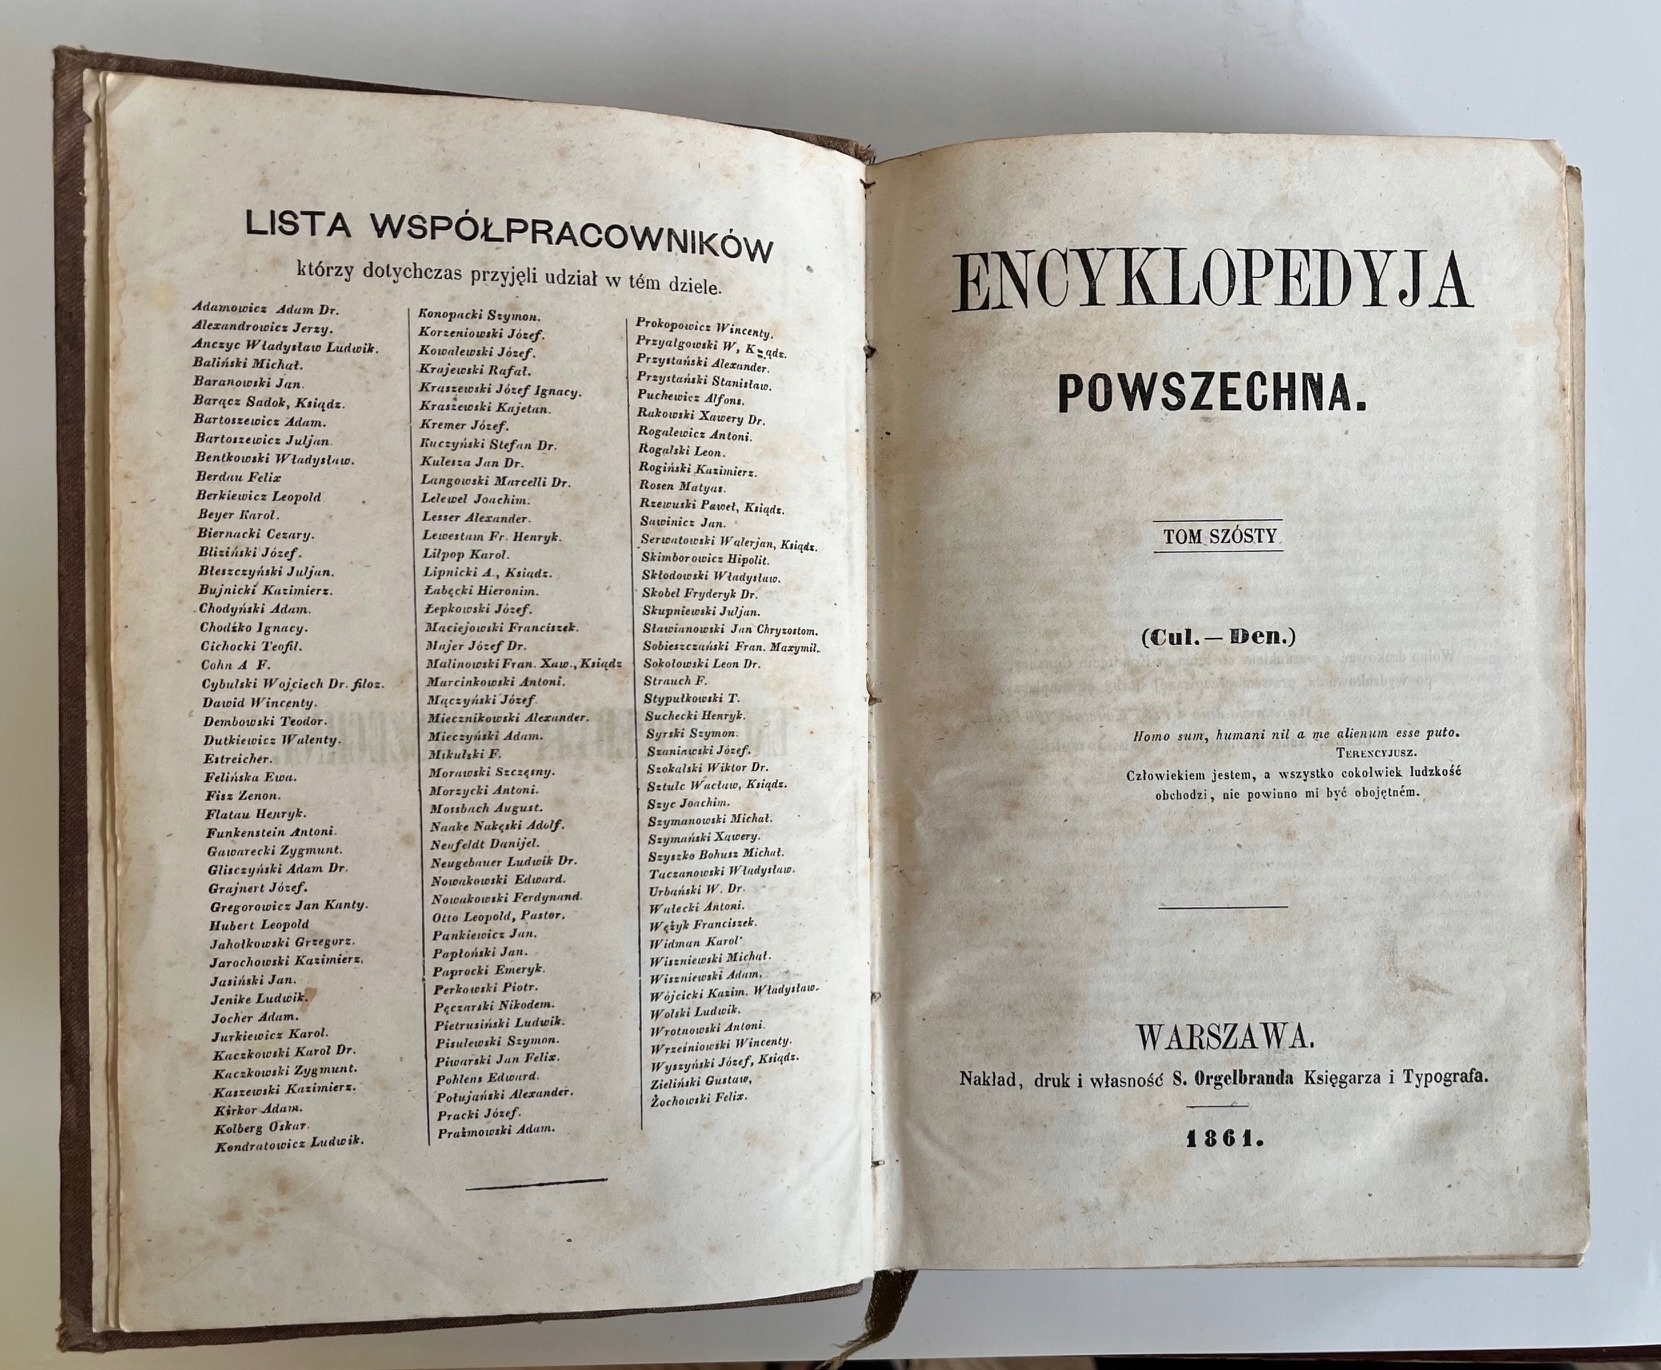 LISTA WSPÓŁPRACOWNIKÓW
którzy dotychczas przyjęli udział w tém dziele.
Adamowicz Adam Dr.
Alexandrowicz Jerzy.
Anczyc Władysław Ludwik.
Baliński Michał.
Baranowski Jan.
Barącz Sadok, Ksiądz.
Bartoszewicz Adam.
Bartoszewicz Juljan.
Bentkowski Władysław.
Berdau Felix
Berkiewicz Leopold
Beyer Karol.
Biernacki Cezary.
Bliziński Józef.
Błeszczyński Juljan.
Bujnicki Kazimierz.
Chodyński Adam.
Chodźko Ignacy.
Cichocki Teofil.
Cohn A F.
Cybulski Wojciech Dr. filoz.
Dawid Wincenty.
Dembowski Teodor.
Dutkiewicz Walenty.
Estreicher.
Felińska Ewa.
Fisz Zenon.
Flatau Henryk.
Funkenstein Antoni.
Gawarecki Zygmunt.
Glisczyński Adam Dr.
Grajnert Józef.
Gregorowicz Jan Kanty.
Hubert Leopold
Jahołkowski Grzegorz.
Jarochowski Kazimierz.
Jasiński Jan.
Jenike Ludwik.
Jocher Adam.
Jurkiewicz Karol.
Kaczkowski Karol Dr.
Kaczkowski Zygmunt.
Kaszewski Kazimierz.
Kirkor Adam.
Kolberg Oskar.
Kondratowicz Ludwik.
Konopacki Szymon.
Korzeniowski Józef.
Kowalewski Józef.
Krajewski Rafał.
Kraszewski Józef Ignacy.
Kraszewski Kajetan.
Kremer Józef.
Kuczyński Stefan Dr.
Kulesza Jan Dr.
Langowski Marcelli Dr.
Lelewel Joachim.
Lesser Alexander.
Lewestam Fr. Henryk.
Lilpop Karol.
Lipnicki A., Ksiądz.
Łabęcki Hieronim.
Łepkowski Józef.
Maciejowski Franciszek.
Majer Józef Dr.
Malinowski Fran. Xaw., Ksiądz
Marcinkowski Antoni.
Mączyński Józef.
Miecznikowski Alexander.
Mieczyński Adam.
Mikulski F.
Morawski Szczęsny.
Morzycki Antoni.
Mossbach August.
Naake Nakęski Adolf.
Neufeldt Danijel.
Neugebauer Ludwik Dr.
Nowakowski Edward.
Nowakowski Ferdynand.
Otto Leopold, Pastor.
Pankiewicz Jan.
Papłoński Jan.
Paprocki Emeryk.
Perkowski Piotr.
Pęczarski Nikodem.
Pietrusiński Ludwik.
Pisulewski Szymon.
Piwarski Jan Felix.
Pohlens Edward.
Połujański Alexander.
Pracki Józef.
Prażmowski Adam.
Prokopowicz Wincenty.
Przyałgowski W, Ksiądz.
Przystański Alexander.
Przystański Stanisław.
Puchewicz Alfons.
Rakowski Xawery Dr.
Rogalewicz Antoni.
Rogalski Leon.
Rogiński Kazimierz.
Rosen Matyas.
Rzewuski Paweł, Ksiądz.
Sawinicz Jan.
Serwatowski Walerjan, Ksiądz.
Skimborowicz Hipolit.
Skłodowski Władysław.
Skobel Fryderyk Dr.
Skupniewski Juljan.
Sławianowski Jan Chryzostom.
Sobieszczański Fran. Maxymil.
Sokołowski Leon Dr.
Strauch F.
Stypułkowski T.
Suchecki Henryk.
Syrski Szymon.
Szaniawski Józef.
Szokalski Wiktor Dr.
Sztulc Wacław, Ksiądz.
Szyc Joachim.
Szymanowski Michał.
Szymański Xawery.
Szyszko Bohusz Michał.
Taczanowski Władysław.
Urbański W. Dr.
Wałecki Antoni.
Wężyk Franciszek.
Widman Karol
Wiszniewski Michał.
Wiszniewski Adam.
Wójcicki Kazim. Władysław.
Wolski Ludwik.
Wrotnowski Antoni.
Wrześniowski Wincenty.
Wyszyński Józef, Ksiądz.
Zieliński Gustaw,
Żochowski Felix.
ENCYKLOPEDYJA
POWSZECHNA.
TOM SZÓSTY
(Cul.—Den.)
Homo sum, humani nil a me alienum esse puto.
TERENCYJUSZ.
Człowiekiem jestem, a wszystko cokolwiek ludzkość
obchodzi, nie powinno mi być obojętném.
WARSZAWA.
Nakład, druk i własność S. Orgelbranda Księgarza i Typografa.
1861.